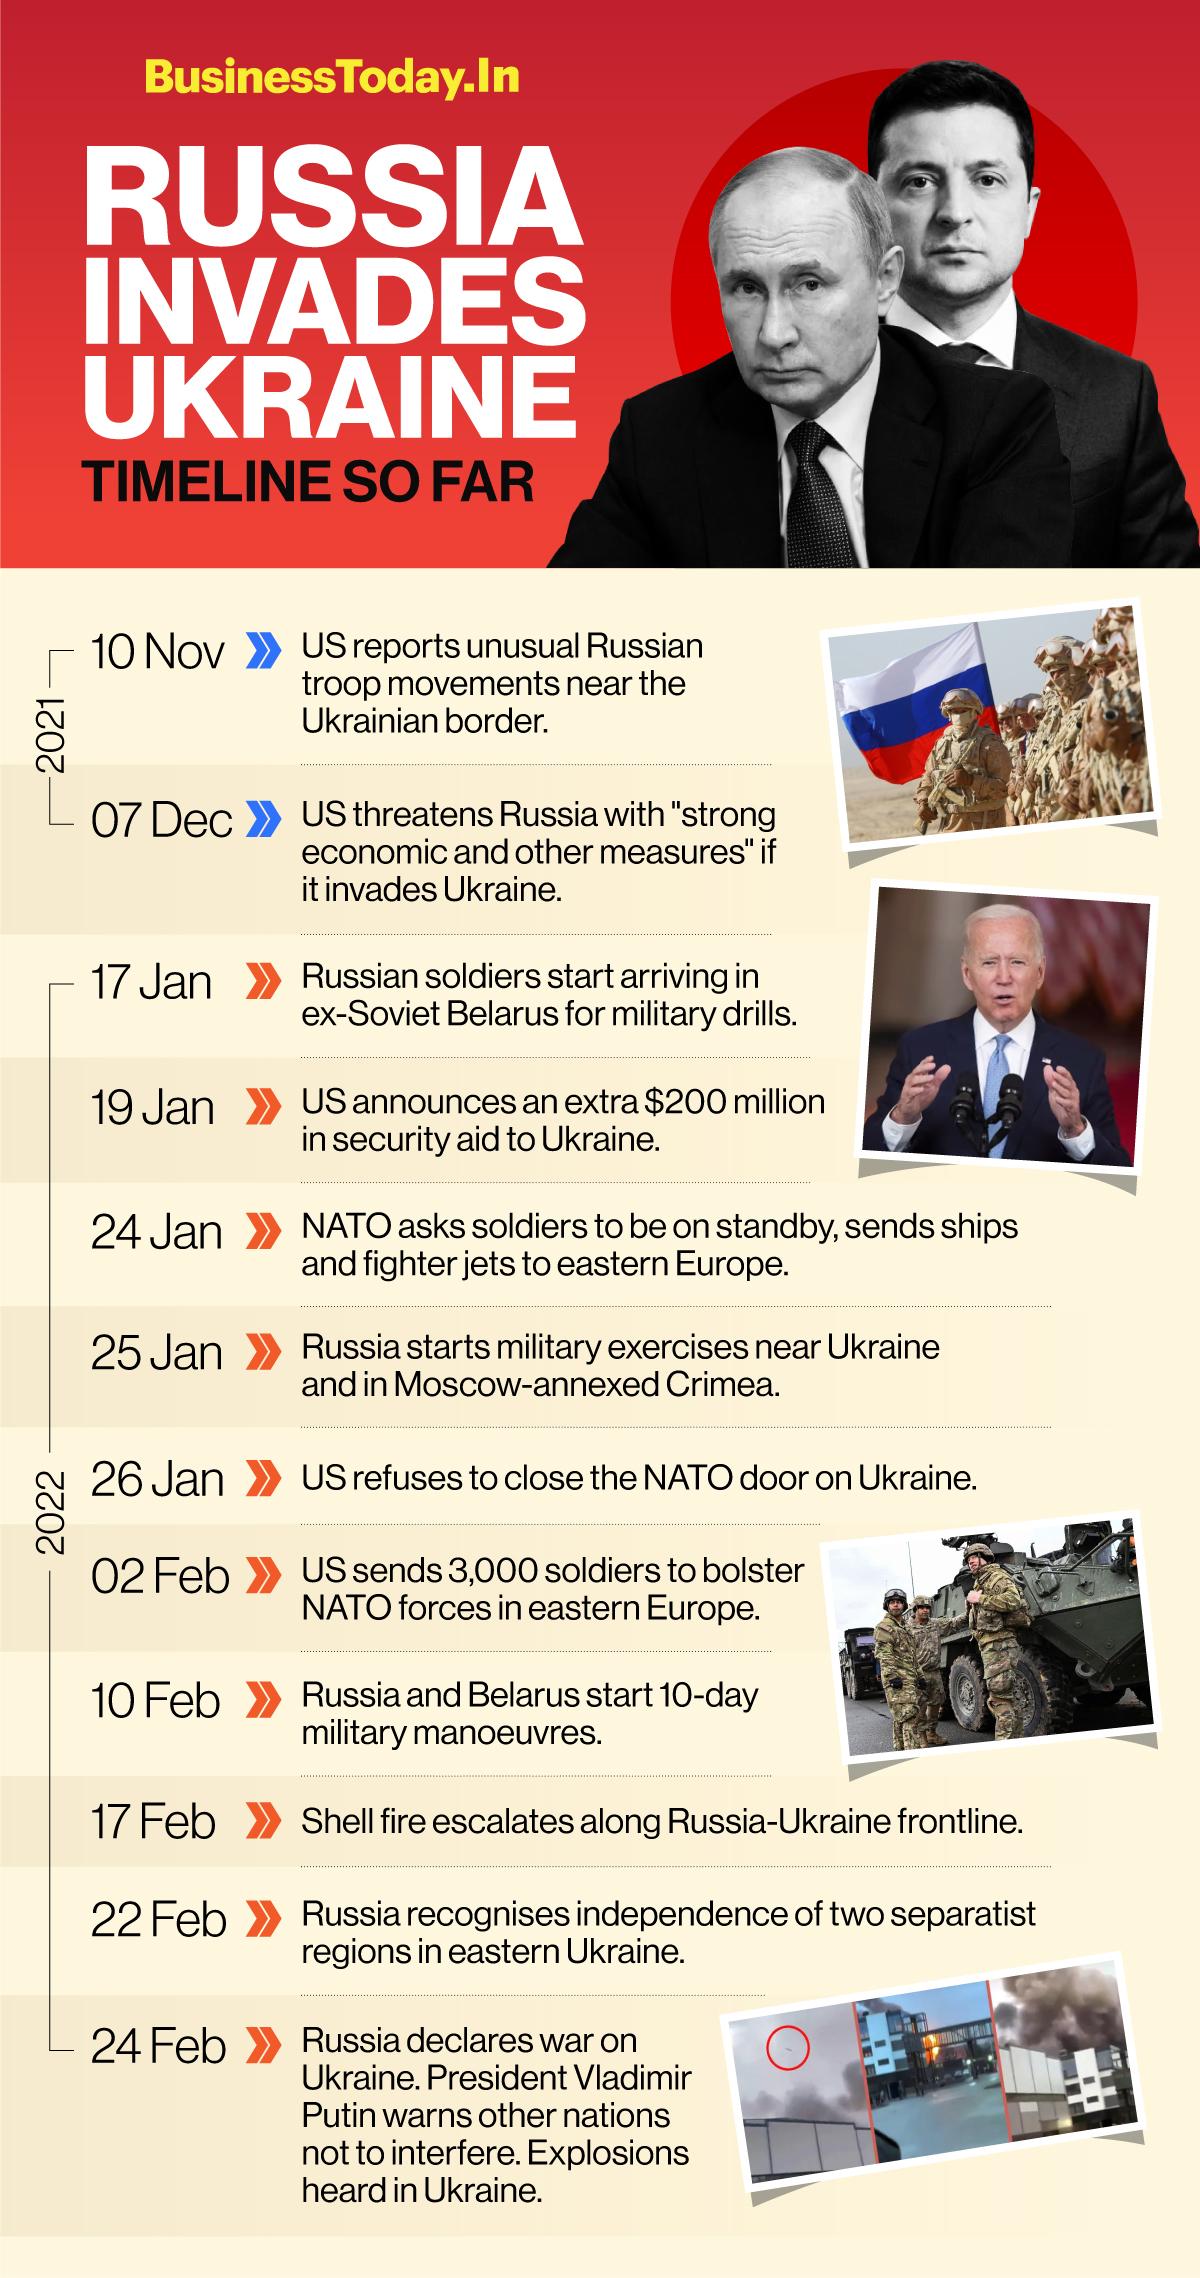 BusinessToday.In
RUSSIA
INVADES
UKRAINE
TIMELINE SO FAR
2021
10 Nov
US reports unusual Russian
troop movements near the
Ukrainian border.
07 Dec
US threatens Russia with "strong
economic and other measures" if
it invades Ukraine.
2022
17 Jan
Russian soldiers start arriving in
ex-Soviet Belarus for military drills.
19 Jan
US announces an extra $200 million
in security aid to Ukraine.
24 Jan
NATO asks soldiers to be on standby, sends ships
and fighter jets to eastern Europe.
25 Jan
Russia starts military exercises near Ukraine
and in Moscow-annexed Crimea.
26 Jan
US refuses to close the NATO door on Ukraine.
02 Feb
US sends 3,000 soldiers to bolster
NATO forces in eastern Europe.
10 Feb
Russia and Belarus start 10-day
military manoeuvres.
17 Feb
Shell fire escalates along Russia-Ukraine frontline.
22 Feb
Russia recognises independence of two separatist
regions in eastern Ukraine.
24 Feb
Russia declares war on
Ukraine. President Vladimir
Putin warns other nations
not to interfere. Explosions
heard in Ukraine.